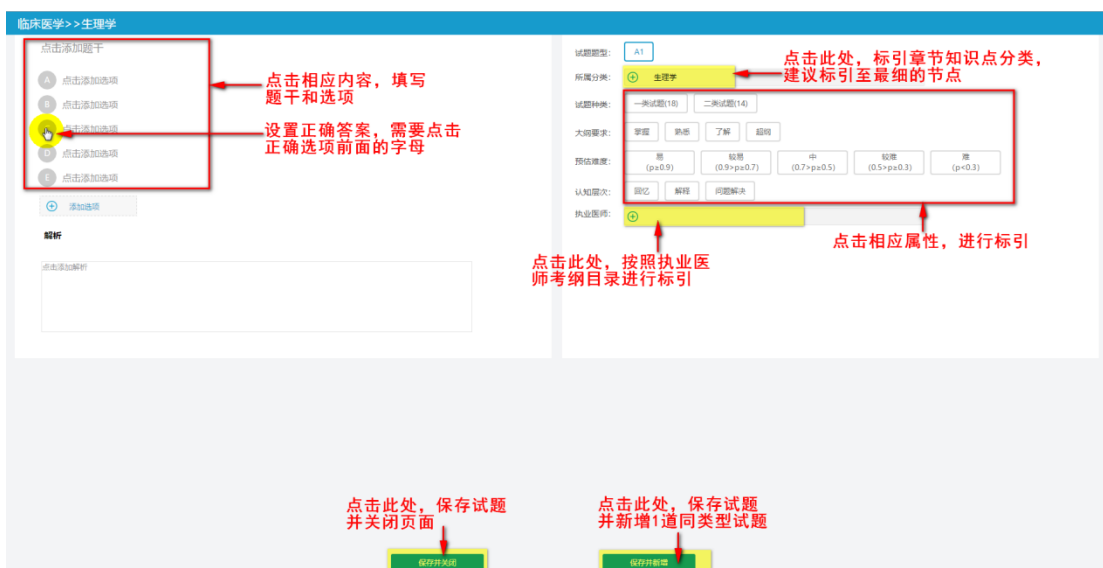 临床医学>>生理学
点击添加题干
A 点击添加选项
B 点击添加选项
点击添加选项
D 点击添加选项
E 点击添加选项
添加选项
解析
点击添加解析
点击相应内容，填写
题干和选项
设置正确答案，需要点击
正确选项前面的字母
试题题型: A1
所属分类: 生理学
试题种类: 一类试题(18) 二类试题(14)
大纲要求: 掌握 熟悉 了解 超纲
预估难度: 易 较易 中 较难 难
(p≥0.9) (0.9>p≥0.7) (0.7>p≥0.5) (0.5>p≥0.3) (p<0.3)
认知层次: 回忆 解释 问题解决
执业医师:
点击此处，标引章节知识点分类，
建议标引至最细的节点
点击相应属性，进行标引
点击此处，按照执业医
师考纲目录进行标引
点击此处，保存试题
并关闭页面
点击此处，保存试题
并新增1道同类型试题
保存并关闭
保存并新增